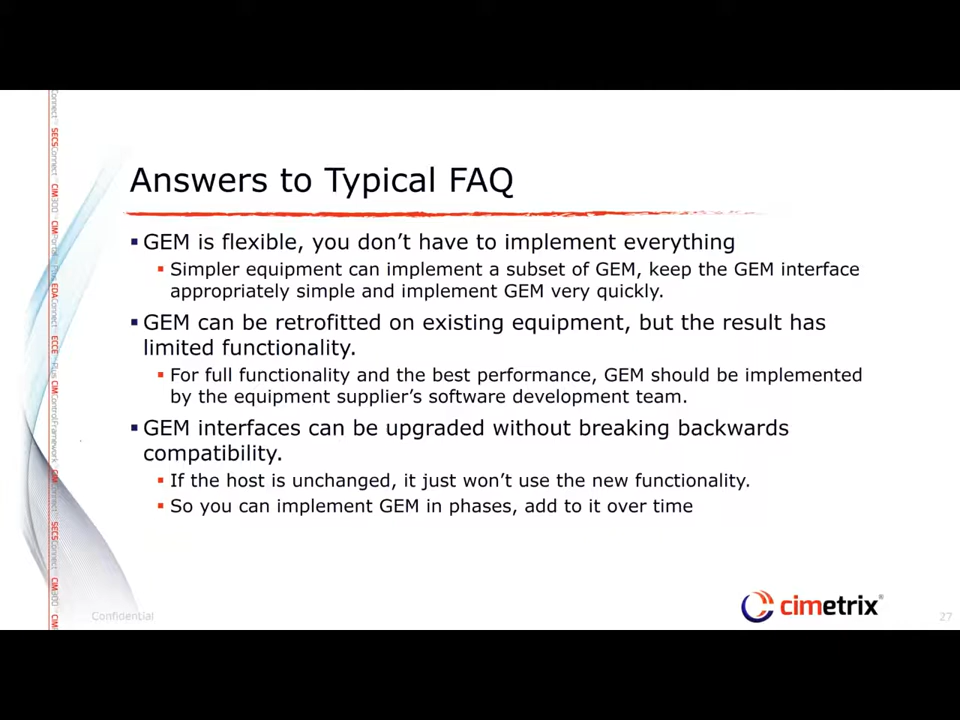 Answers to Typical FAQ
▪ GEM is flexible, you don't have to implement everything
▪ Simpler equipment can implement a subset of GEM, keep the GEM interface
appropriately simple and implement GEM very quickly.
▪ GEM can be retrofitted on existing equipment, but the result has
limited functionality.
▪ For full functionality and the best performance, GEM should be implemented
by the equipment supplier's software development team.
▪ GEM interfaces can be upgraded without breaking backwards
compatibility.
▪ If the host is unchanged, it just won't use the new functionality.
▪ So you can implement GEM in phases, add to it over time
Confidential
cimetrix®
27